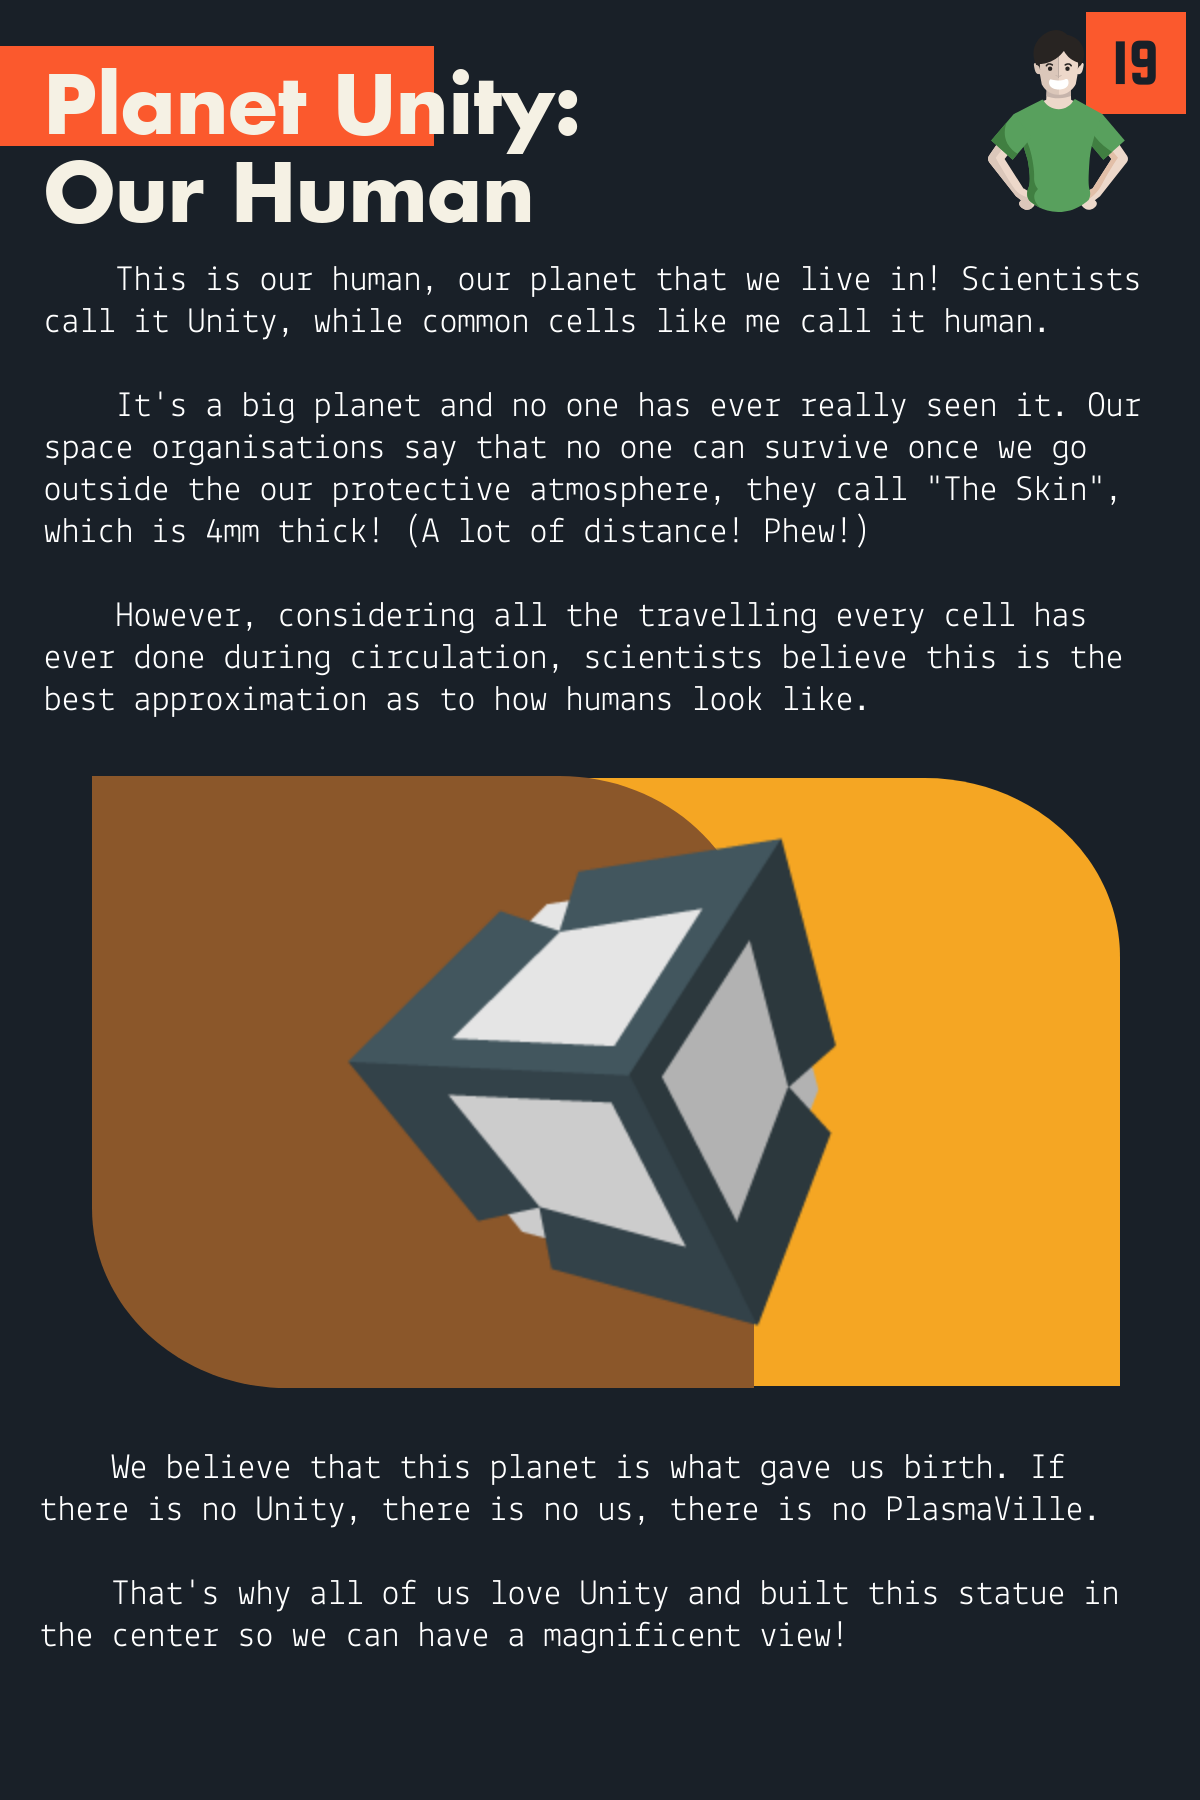 19
Planet Unity:
Our Human
This is our human, our planet that we live in! Scientists
call it Unity, while common cells like me call it human.
It's a big planet and no one has ever really seen it. Our
space organisations say that no one can survive once we go
outside the our protective atmosphere, they call "The Skin",
which is 4mm thick! (A lot of distance! Phew!)
However, considering all the travelling every cell has
ever done during circulation, scientists believe this is the
best approximation as to how humans look like.
We believe that this planet is what gave us birth. If
there is no Unity, there is no us, there is no PlasmaVille.
That's why all of us love Unity and built this statue in
the center so we can have a magnificent view!